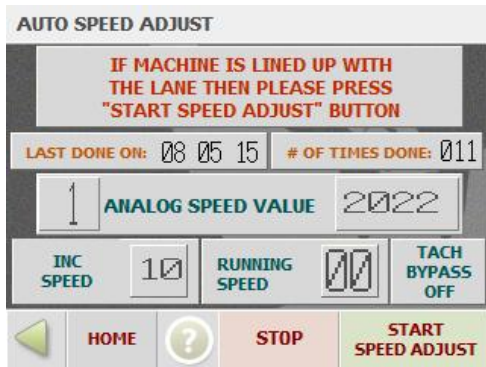 AUTO SPEED ADJUST
IF MACHINE IS LINED UP WITH
THE LANE THEN PLEASE PRESS
"START SPEED ADJUST" BUTTON
LAST DONE ON: 08 05 15 # OF TIMES DONE: 011
1 ANALOG SPEED VALUE 2022
INC SPEED 10 RUNNING SPEED 00 TACH BYPASS OFF
HOME ? STOP START SPEED ADJUST